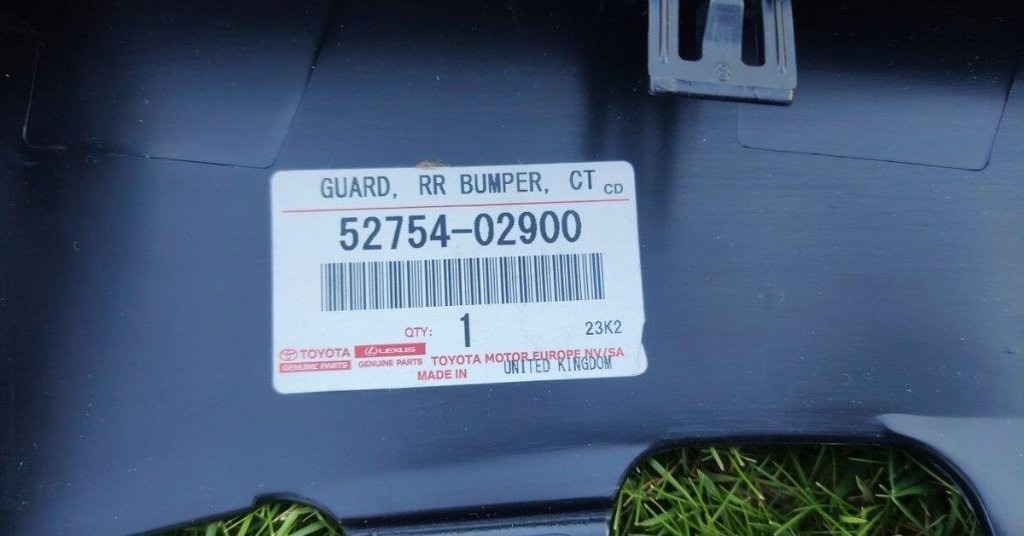 GUARD, RR BUMPER, CT CD
52754-02900
QTY: 1 23K2
TOYOTA LEXUS
GENUINE PARTS GENUINE PARTS TOYOTA MOTOR EUROPE NV/SA
MADE IN UNITED KINGDOM